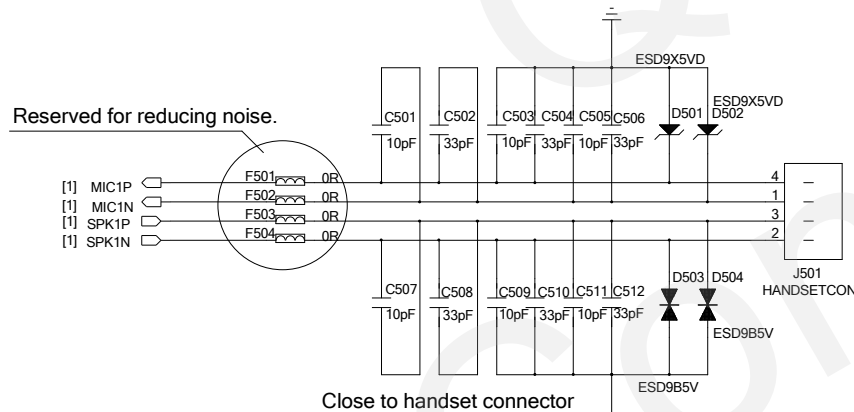 ESD9X5VD
ESD9X5VD
Reserved for reducing noise.
C501 C502 C503 C504 C505 C506 D501 D502
10pF 33pF 10pF 33pF 10pF 33pF
F501 0R
[1] MIC1P
F502 0R
[1] MIC1N
F503 0R
[1] SPK1P
F504 0R
[1] SPK1N
4
1
3
2
J501
HANDSETCON
C507 C508 C509 C510 C511 C512 D503 D504
10pF 33pF 10pF 33pF 10pF 33pF
ESD9B5V
ESD9B5V
Close to handset connector